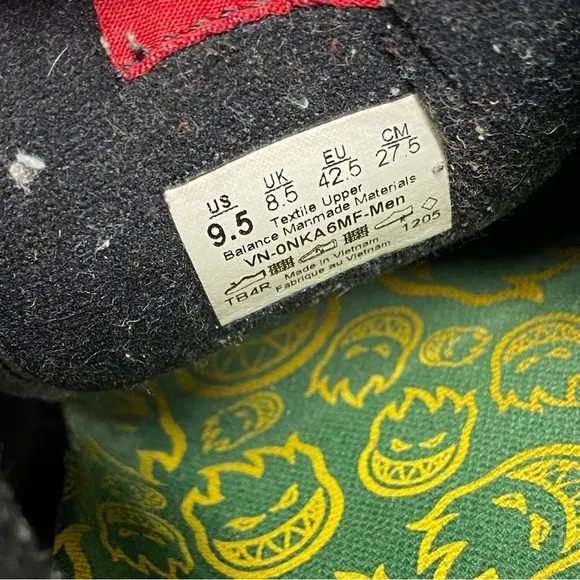 US UK EU CM
9.5 8.5 42.5 27.5
Textile Upper
Balance Manmade Materials
VN-0NKA6MF-Men
TB4R 1205
Made in Vietnam
Fabrique au Vietnam